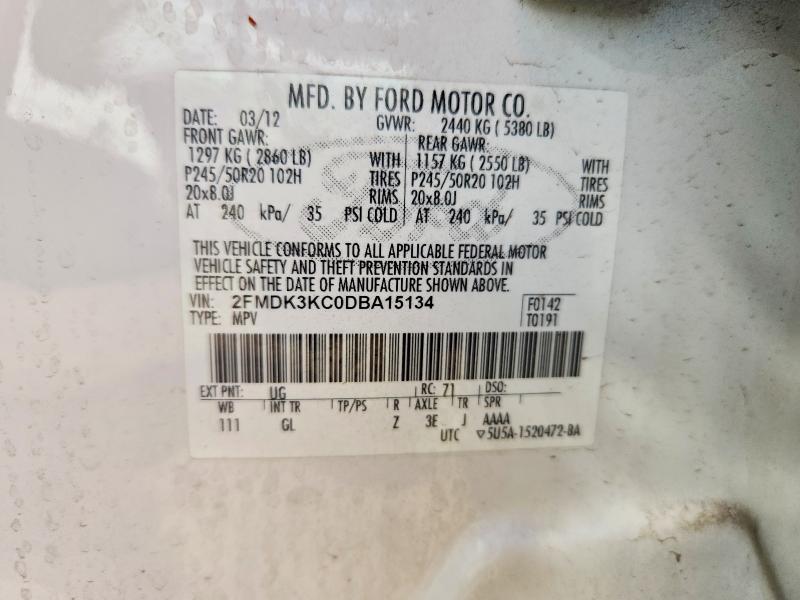 MFD. BY FORD MOTOR CO.
DATE: 03/12 GVWR: 2440 KG ( 5380 LB)
FRONT GAWR: REAR GAWR:
1297 KG ( 2860 LB) WITH 1157 KG ( 2550 LB) WITH
P245/50R20 102H TIRES P245/50R20 102H TIRES
20x8.0J RIMS 20x8.0J RIMS
AT 240 kPa/ 35 PSI COLD AT 240 kPa/ 35 PSI COLD
THIS VEHICLE CONFORMS TO ALL APPLICABLE FEDERAL MOTOR
VEHICLE SAFETY AND THEFT PREVENTION STANDARDS IN
EFFECT ON THE DATE OF MANUFACTURE SHOWN ABOVE.
VIN: 2FMDK3KC0DBA15134 F0142
TYPE: MPV T0191
EXT PNT: UG RC: 71 DSO:
WB INT TR TP/PS R AXLE TR SPR
111 GL Z 3E J AAAA
UTC ▽5U5A-1520472-BA